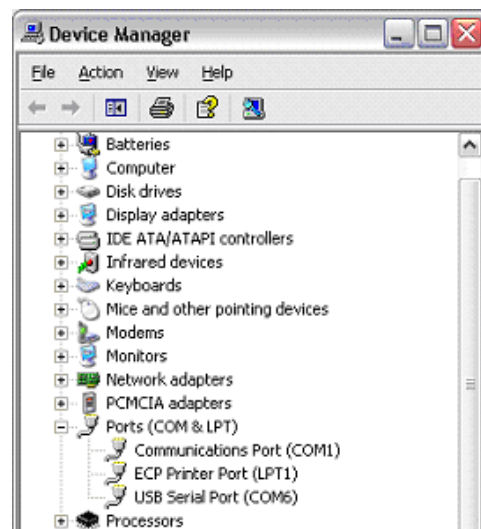 Device Manager
File Action View Help
Batteries
Computer
Disk drives
Display adapters
IDE ATA/ATAPI controllers
Infrared devices
Keyboards
Mice and other pointing devices
Modems
Monitors
Network adapters
PCMCIA adapters
Ports (COM & LPT)
Communications Port (COM1)
ECP Printer Port (LPT1)
USB Serial Port (COM6)
Processors